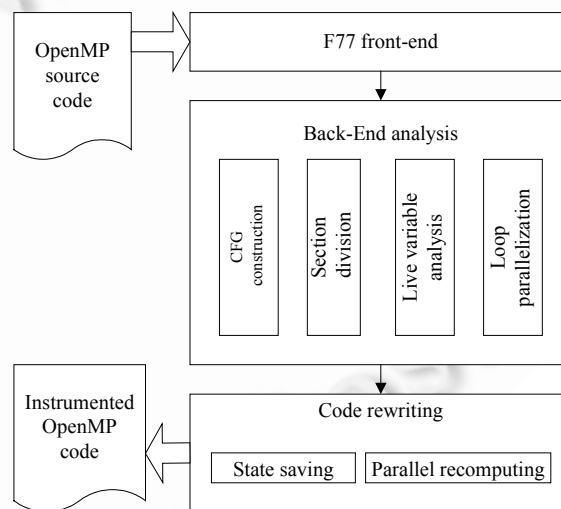 OpenMP
source
code
F77 front-end
Back-End analysis
CFG
construction
Section
division
Live variable
analysis
Loop
parallelization
Instrumented
OpenMP
code
Code rewriting
State saving
Parallel recomputing